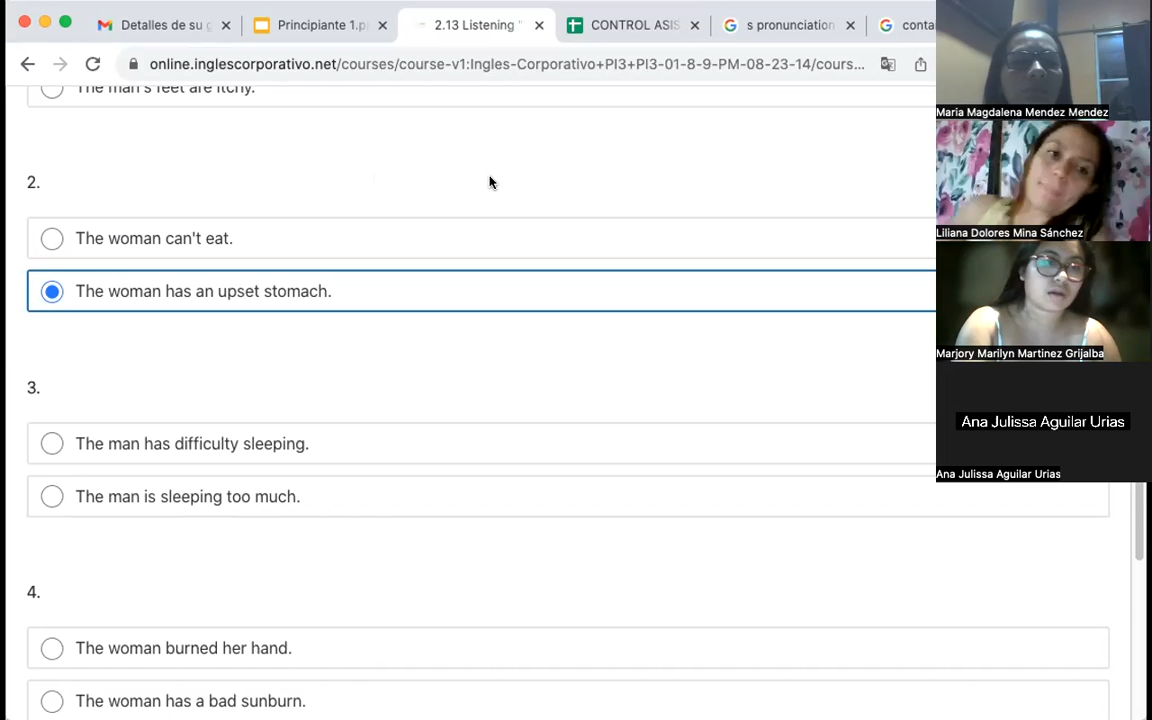 Detalles de su g
Principiante 1.p
2.13 Listening "
CONTROL ASIS
s pronunciation
conta
online.inglescorporativo.net/courses/course-v1:Ingles-Corporativo+PI3+PI3-01-8-9-PM-08-23-14/cours...
The man's feet are itchy.
2.
The woman can't eat.
The woman has an upset stomach.
3.
The man has difficulty sleeping.
The man is sleeping too much.
4.
The woman burned her hand.
The woman has a bad sunburn.
Maria Magdalena Mendez Mendez
Liliana Dolores Mina Sánchez
Marjory Marilyn Martinez Grijalba
Ana Julissa Aguilar Urias
Ana Julissa Aguilar Urias